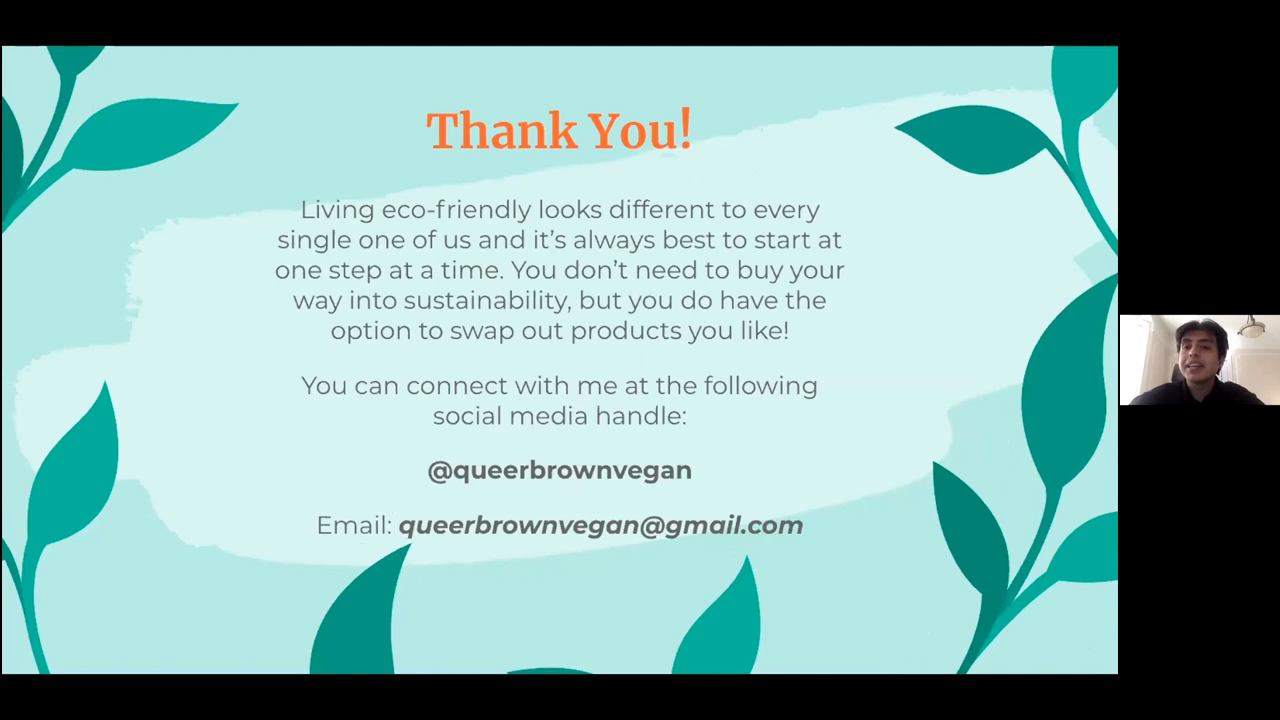 Thank You!
Living eco-friendly looks different to every
single one of us and it’s always best to start at
one step at a time. You don’t need to buy your
way into sustainability, but you do have the
option to swap out products you like!
You can connect with me at the following
social media handle:
@queerbrownvegan
Email: queerbrownvegan@gmail.com